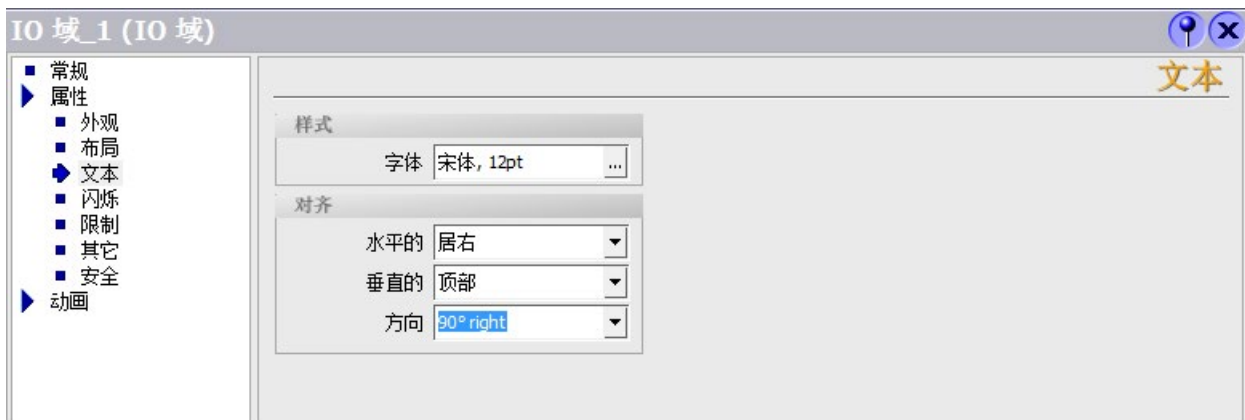 IO 域_1 (IO 域)
常规
属性
外观
布局
文本
闪烁
限制
其它
安全
动画
文本
样式
字体 宋体, 12pt ...
对齐
水平的 居右
垂直的 顶部
方向 90° right